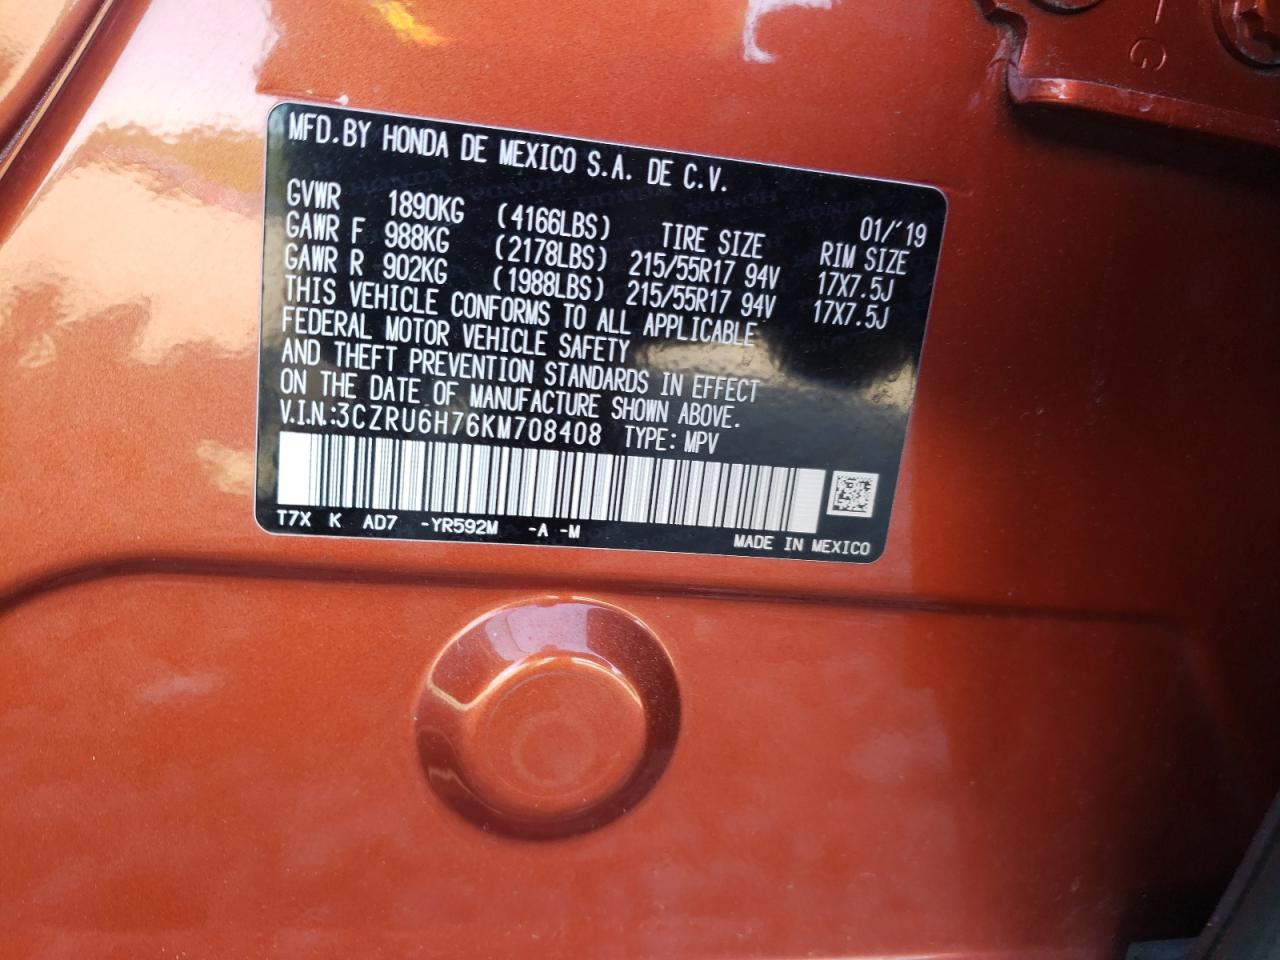 MFD.BY HONDA DE MEXICO S.A. DE C.V.
01/'19
GVWR 1890KG (4166LBS) TIRE SIZE RIM SIZE
GAWR F 988KG (2178LBS) 215/55R17 94V 17X7.5J
GAWR R 902KG (1988LBS) 215/55R17 94V 17X7.5J
THIS VEHICLE CONFORMS TO ALL APPLICABLE
FEDERAL MOTOR VEHICLE SAFETY
AND THEFT PREVENTION STANDARDS IN EFFECT
ON THE DATE OF MANUFACTURE SHOWN ABOVE.
V.I.N.:3CZRU6H76KM708408 TYPE: MPV
T7X K AD7 -YR592M -A -M
MADE IN MEXICO